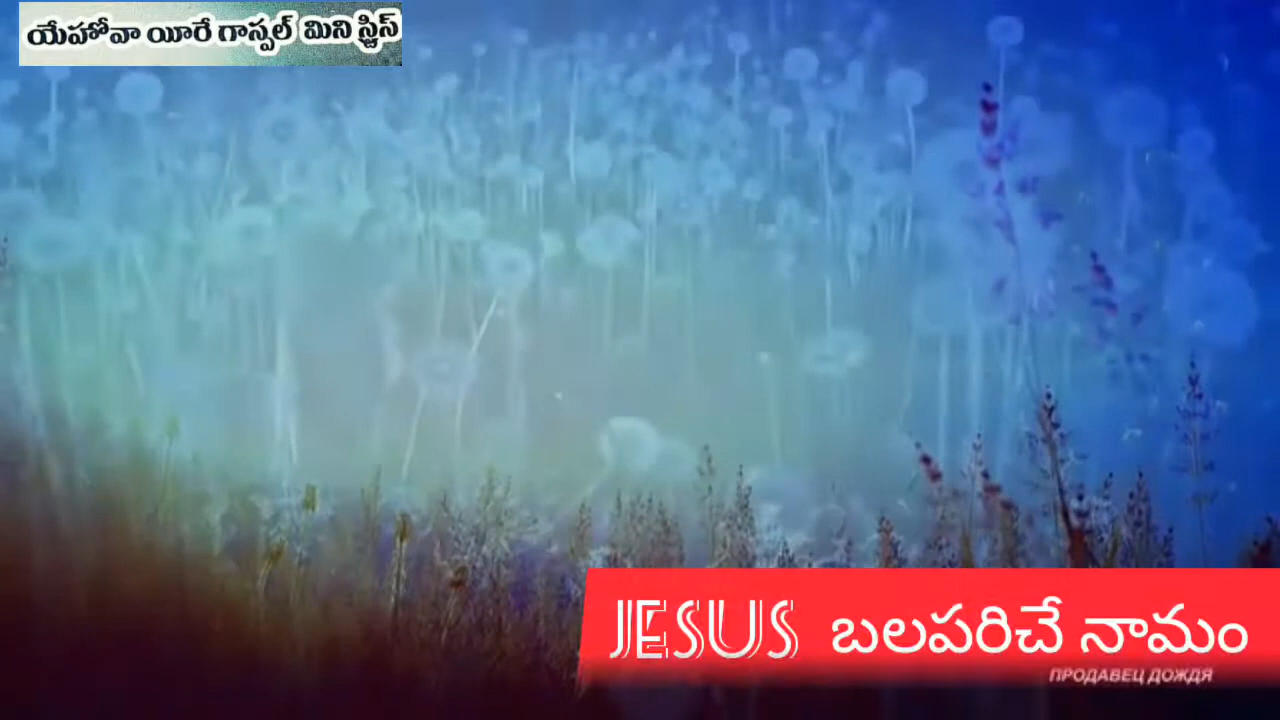 యేహోవా యీరే గాస్పల్ మిని స్ట్రిస్
JESUS బలపరిచే నామం
ПРОДАВЕЦ ДОЖДЯ